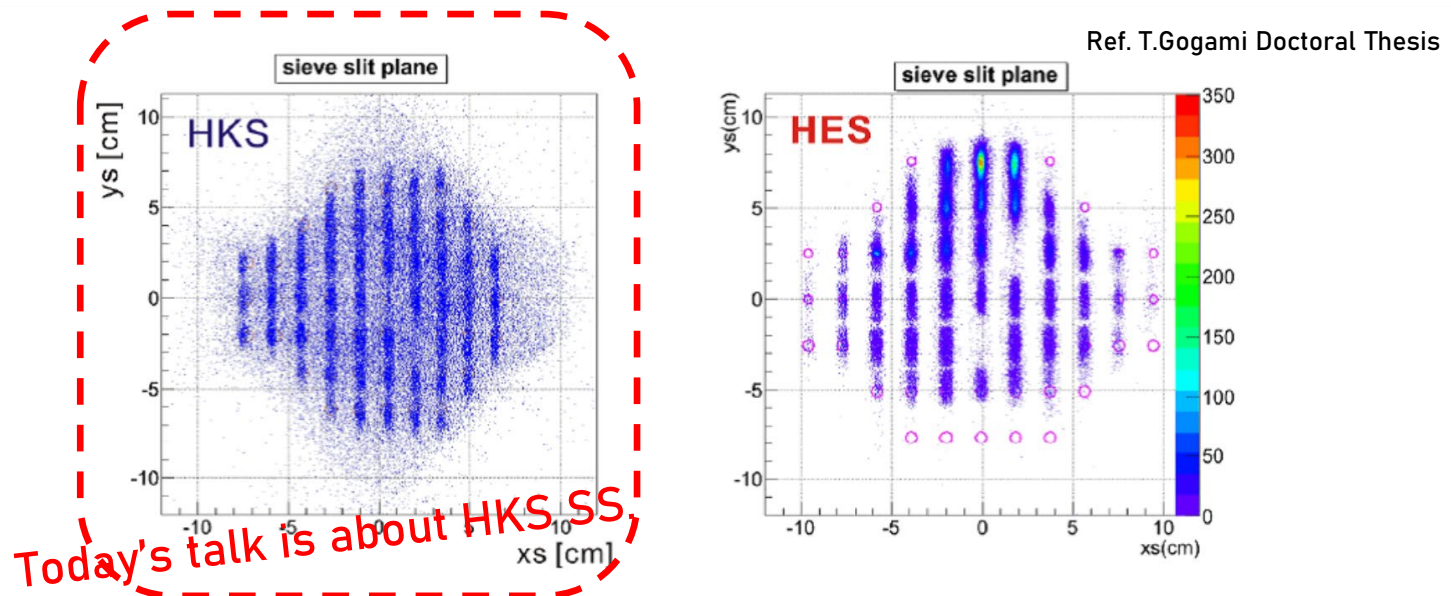 Ref. T.Gogami Doctoral Thesis
sieve slit plane
HKS
ys [cm]
10
5
0
-5
-10
-10
-5
0
5
10
xs [cm]
Today's talk is about HKS SS
sieve slit plane
HES
ys(cm)
10
5
0
-5
-10
-10
-5
0
5
10
xs(cm)
350
300
250
200
150
100
50
0